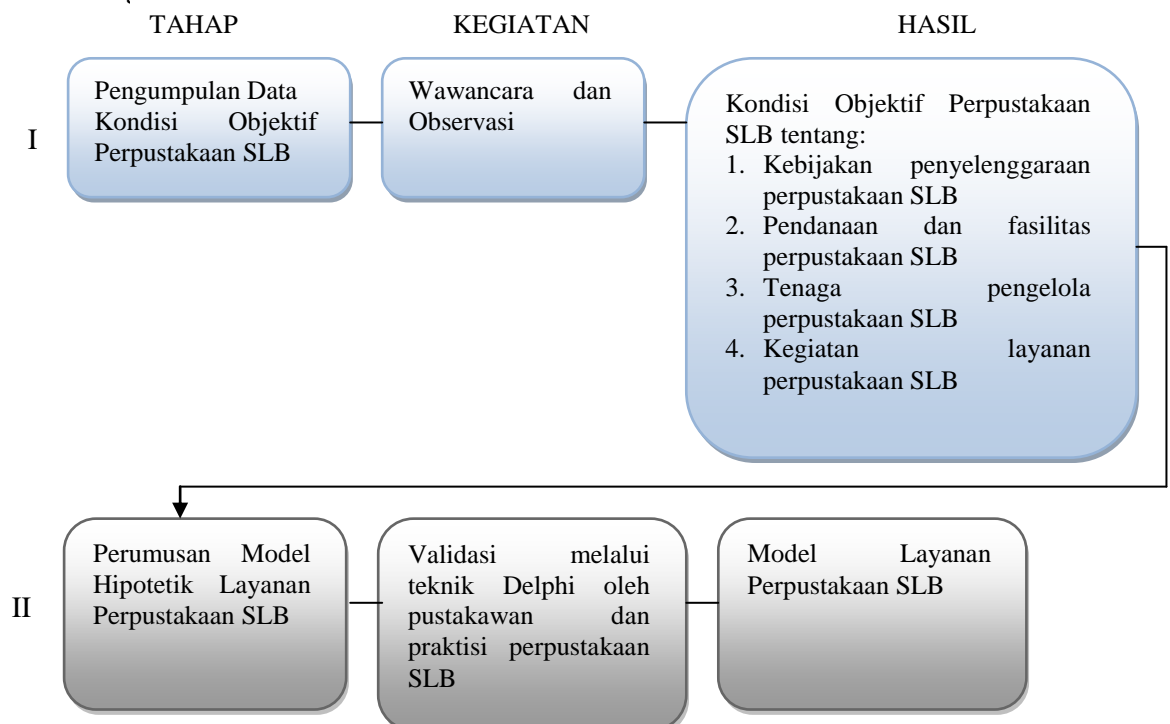 TAHAP KEGIATAN HASIL
I
Pengumpulan Data
Kondisi Objektif
Perpustakaan SLB
Wawancara dan
Observasi
Kondisi Objektif Perpustakaan
SLB tentang:
1. Kebijakan penyelenggaraan
perpustakaan SLB
2. Pendanaan dan fasilitas
perpustakaan SLB
3. Tenaga pengelola
perpustakaan SLB
4. Kegiatan layanan
perpustakaan SLB
II
Perumusan Model
Hipotetik Layanan
Perpustakaan SLB
Validasi melalui
teknik Delphi oleh
pustakawan dan
praktisi perpustakaan
SLB
Model Layanan
Perpustakaan SLB